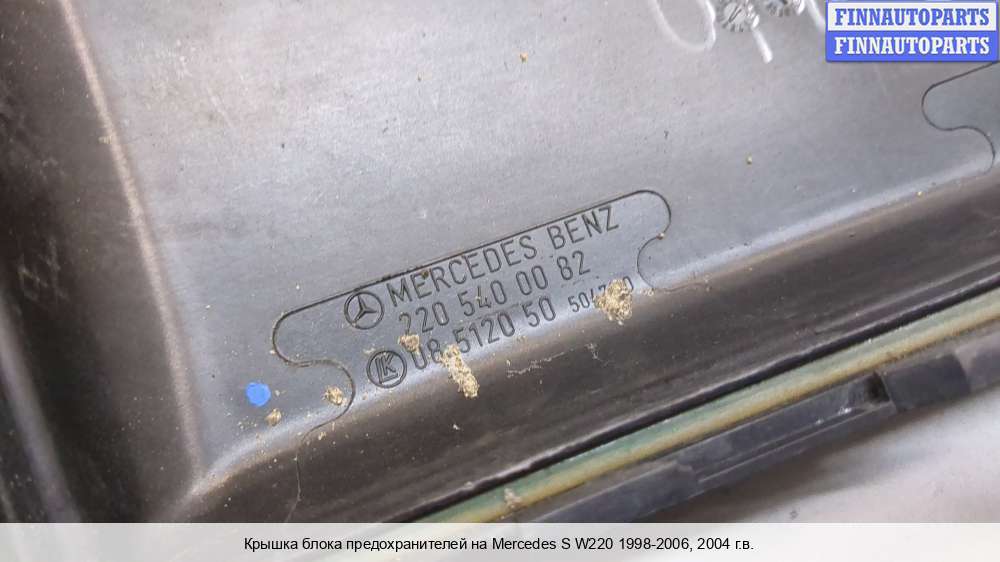 FINNAUTOPARTS
FINNAUTOPARTS
MERCEDES BENZ
220 540 00 82
08 5120 50
Крышка блока предохранителей на Mercedes S W220 1998-2006, 2004 г.в.